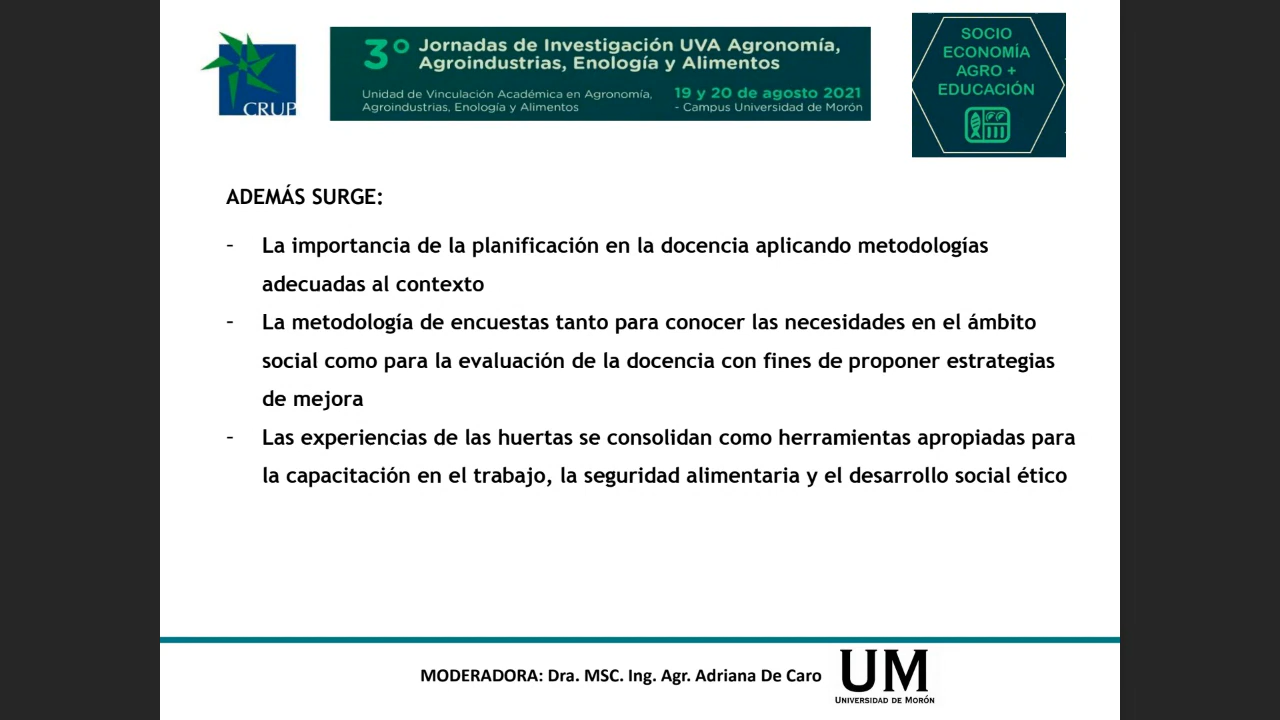 CRUP
3° Jornadas de Investigación UVA Agronomía,
Agroindustrias, Enología y Alimentos
Unidad de Vinculación Académica en Agronomía,
Agroindustrias, Enología y Alimentos
19 y 20 de agosto 2021
- Campus Universidad de Morón
SOCIO
ECONOMÍA
AGRO +
EDUCACIÓN
ADEMÁS SURGE:
- La importancia de la planificación en la docencia aplicando metodologías
adecuadas al contexto
- La metodología de encuestas tanto para conocer las necesidades en el ámbito
social como para la evaluación de la docencia con fines de proponer estrategias
de mejora
- Las experiencias de las huertas se consolidan como herramientas apropiadas para
la capacitación en el trabajo, la seguridad alimentaria y el desarrollo social ético
MODERADORA: Dra. MSC. Ing. Agr. Adriana De Caro
UM
UNIVERSIDAD DE MORÓN